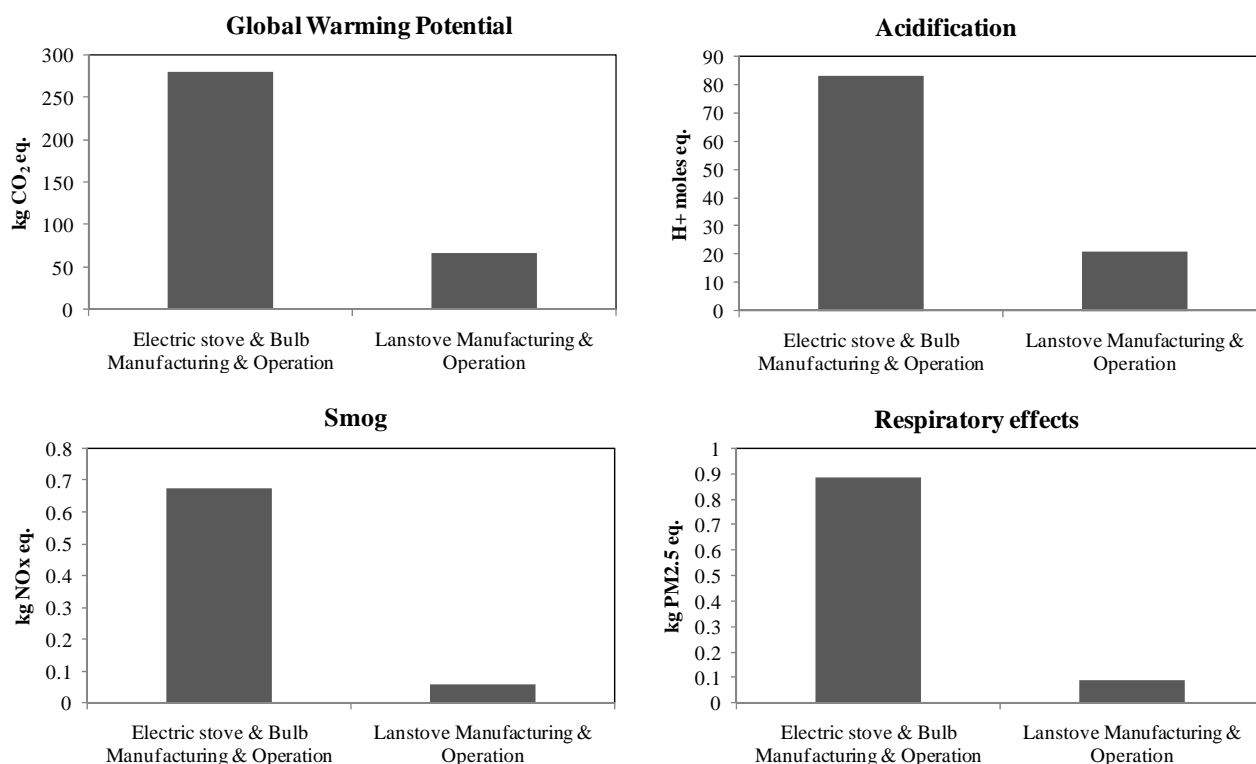 Global Warming Potential
kg CO₂ eq.
300
250
200
150
100
50
0
Electric stove & Bulb
Manufacturing & Operation
Lanstove Manufacturing &
Operation
Acidification
H+ moles eq.
90
80
70
60
50
40
30
20
10
0
Electric stove & Bulb
Manufacturing & Operation
Lanstove Manufacturing &
Operation
Smog
kg NOx eq.
0.8
0.7
0.6
0.5
0.4
0.3
0.2
0.1
0
Electric stove & Bulb
Manufacturing & Operation
Lanstove Manufacturing &
Operation
Respiratory effects
kg PM2.5 eq.
1
0.9
0.8
0.7
0.6
0.5
0.4
0.3
0.2
0.1
0
Electric stove & Bulb
Manufacturing & Operation
Lanstove Manufacturing &
Operation